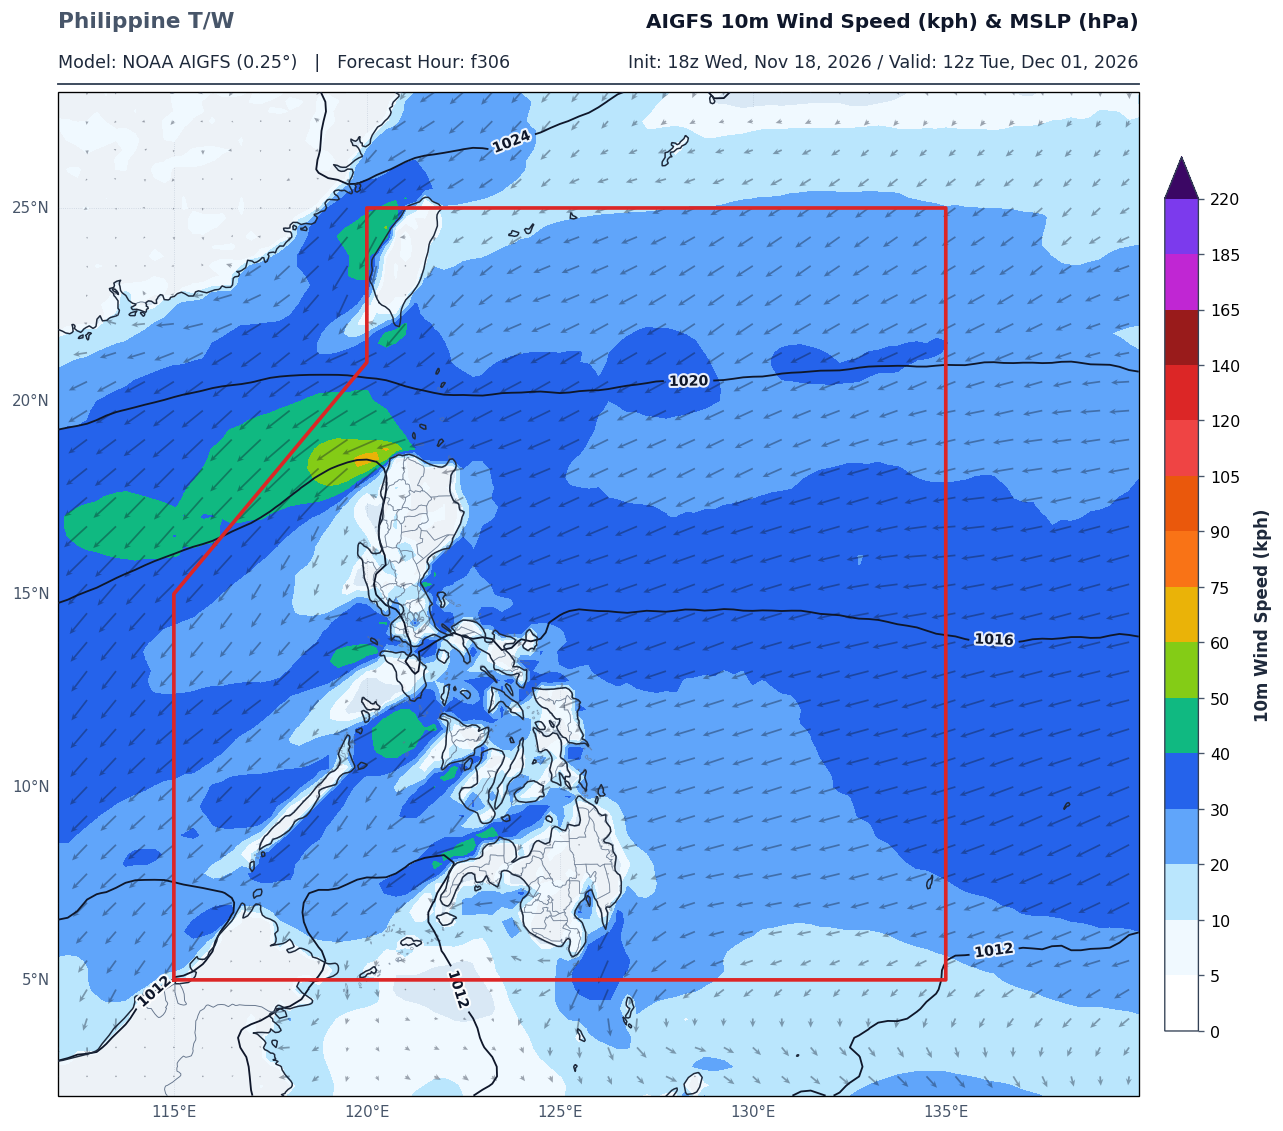 Philippine T/W
AIGFS 10m Wind Speed (kph) & MSLP (hPa)
Model: NOAA AIGFS (0.25°)   |   Forecast Hour: f306
Init: 18z Wed, Nov 18, 2026 / Valid: 12z Tue, Dec 01, 2026
1024
25°N
1020
20°N
15°N
1016
10°N
1012
5°N
1012
1012
115°E
120°E
125°E
130°E
135°E
220
185
165
140
120
105
90
75
60
50
40
30
20
10
5
0
10m Wind Speed (kph)